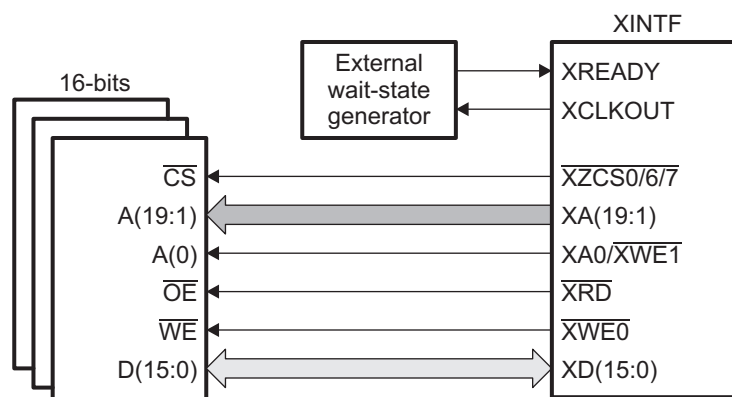 XINTF
External
wait-state
generator
XREADY
XCLKOUT
16-bits
CS
XZCS0/6/7
A(19:1)
XA(19:1)
A(0)
XA0/XWE1
OE
XRD
WE
XWE0
D(15:0)
XD(15:0)